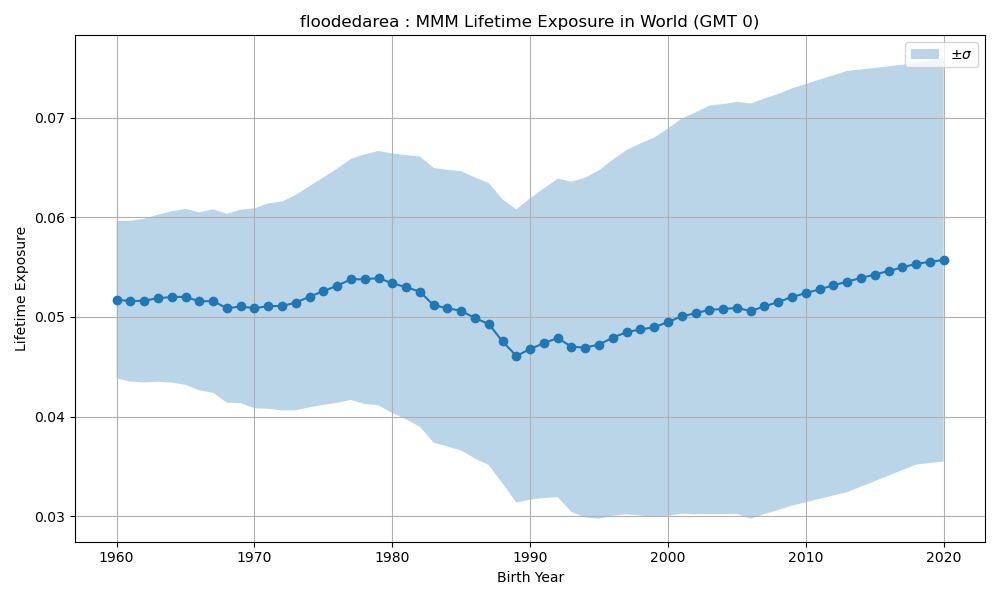 floodedarea : MMM Lifetime Exposure in World (GMT 0)
±σ
Lifetime Exposure
0.07
0.06
0.05
0.04
0.03
1960 1970 1980 1990 2000 2010 2020
Birth Year